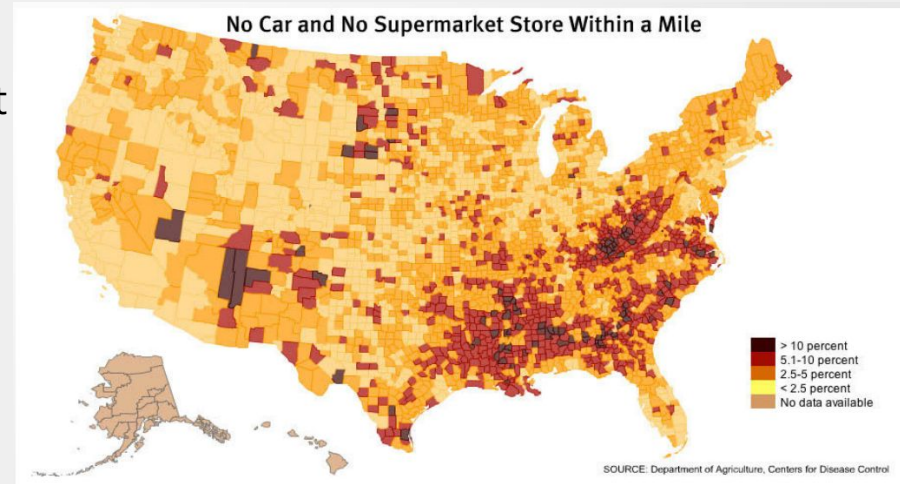 No Car and No Supermarket Store Within a Mile
t
> 10 percent
5.1-10 percent
2.5-5 percent
< 2.5 percent
No data available
SOURCE: Department of Agriculture, Centers for Disease Control